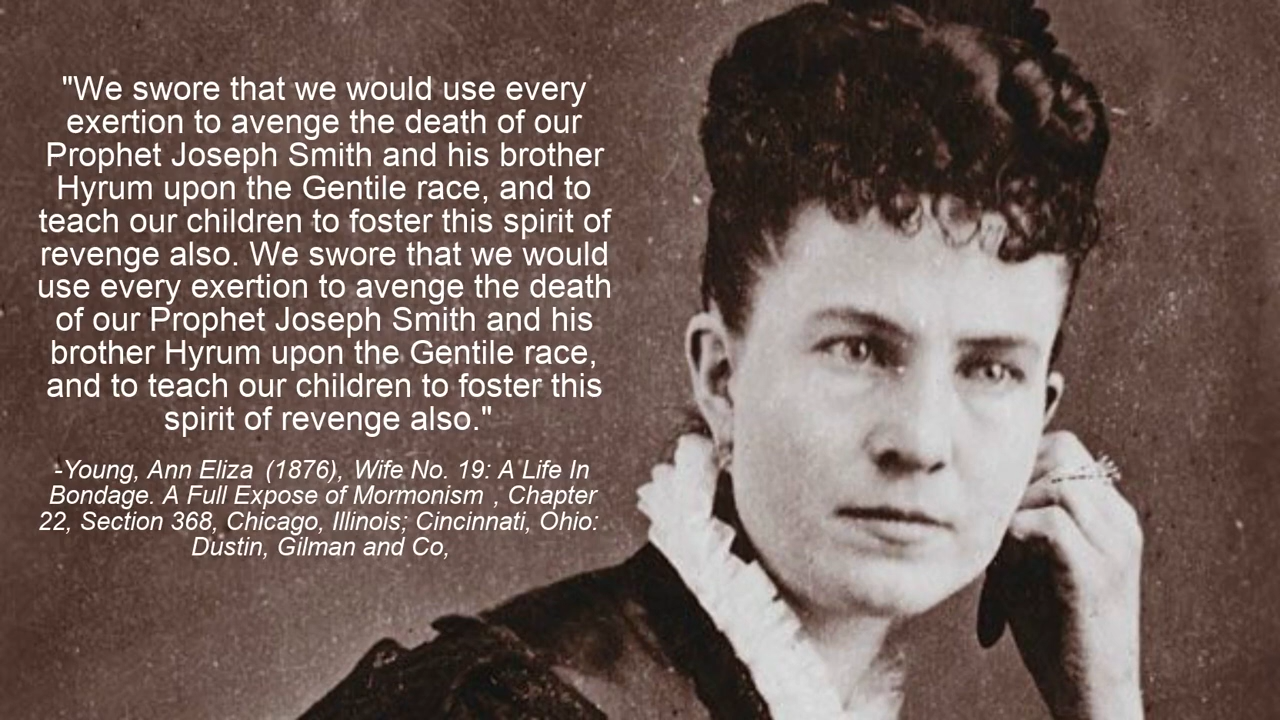 "We swore that we would use every
exertion to avenge the death of our
Prophet Joseph Smith and his brother
Hyrum upon the Gentile race, and to
teach our children to foster this spirit of
revenge also. We swore that we would
use every exertion to avenge the death
of our Prophet Joseph Smith and his
brother Hyrum upon the Gentile race,
and to teach our children to foster this
spirit of revenge also."
-Young, Ann Eliza (1876), Wife No. 19: A Life In
Bondage. A Full Expose of Mormonism , Chapter
22, Section 368, Chicago, Illinois; Cincinnati, Ohio:
Dustin, Gilman and Co,